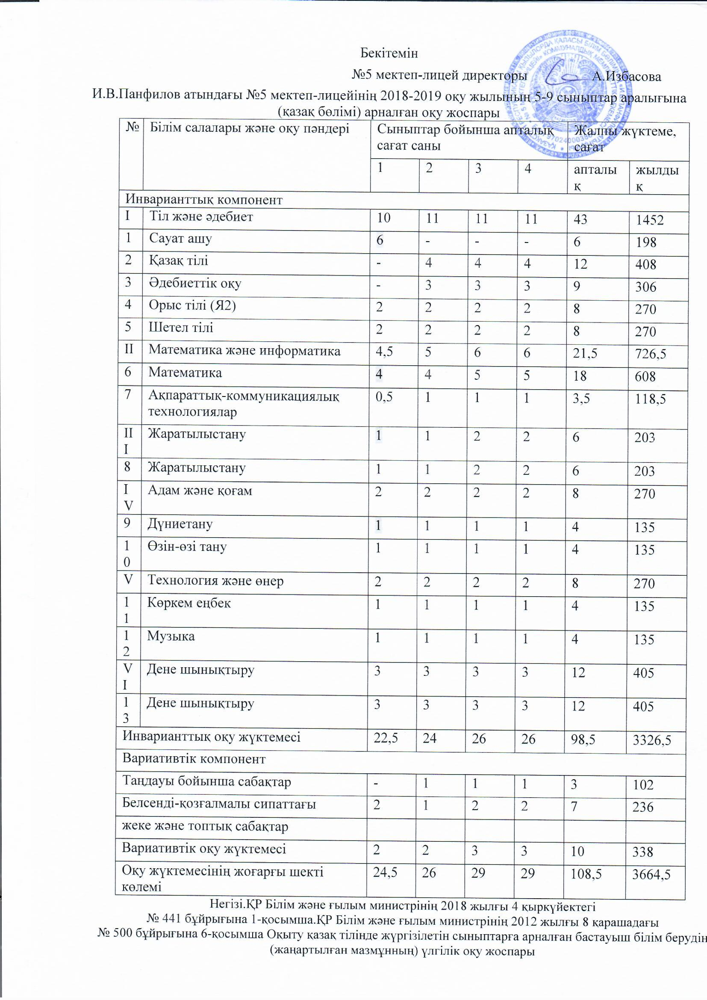 Бекітемін
№5 мектеп-лицей директоры А.Избасова
И.В.Панфилов атындағы №5 мектеп-лицейінің 2018-2019 оқу жылының 5-9 сыныптар аралығына
(қазақ бөлімі) арналған оқу жоспары
№ Білім салалары және оқу пәндері Сыныптар бойынша апталық сағат саны Жалпы жүктеме, сағат
1 2 3 4 апталық жылдық
Инварианттық компонент
I Тіл және әдебиет 10 11 11 11 43 1452
1 Сауат ашу 6 - - - 6 198
2 Қазақ тілі - 4 4 4 12 408
3 Әдебиеттік оқу - 3 3 3 9 306
4 Орыс тілі (Я2) 2 2 2 2 8 270
5 Шетел тілі 2 2 2 2 8 270
II Математика және информатика 4,5 5 6 6 21,5 726,5
6 Математика 4 4 5 5 18 608
7 Ақпараттық-коммуникациялық технологиялар 0,5 1 1 1 3,5 118,5
III Жаратылыстану 1 1 2 2 6 203
8 Жаратылыстану 1 1 2 2 6 203
IV Адам және қоғам 2 2 2 2 8 270
9 Дүниетану 1 1 1 1 4 135
10 Өзін-өзі тану 1 1 1 1 4 135
V Технология және өнер 2 2 2 2 8 270
11 Көркем еңбек 1 1 1 1 4 135
12 Музыка 1 1 1 1 4 135
VI Дене шынықтыру 3 3 3 3 12 405
13 Дене шынықтыру 3 3 3 3 12 405
Инварианттық оқу жүктемесі 22,5 24 26 26 98,5 3326,5
Вариативтік компонент
Таңдауы бойынша сабақтар - 1 1 1 3 102
Белсенді-қозғалмалы сипаттағы 2 1 2 2 7 236
жеке және топтық сабақтар
Вариативтік оқу жүктемесі 2 2 3 3 10 338
Оқу жүктемесінің жоғарғы шекті көлемі 24,5 26 29 29 108,5 3664,5
Негізі.ҚР Білім және ғылым министрінің 2018 жылғы 4 қыркүйектегі
№ 441 бұйрығына 1-қосымша.ҚР Білім және ғылым министрінің 2012 жылғы 8 қарашадағы
№ 500 бұйрығына 6-қосымша Оқыту қазақ тілінде жүргізілетін сыныптарға арналған бастауыш білім берудің
(жаңартылған мазмұнның) үлгілік оқу жоспары